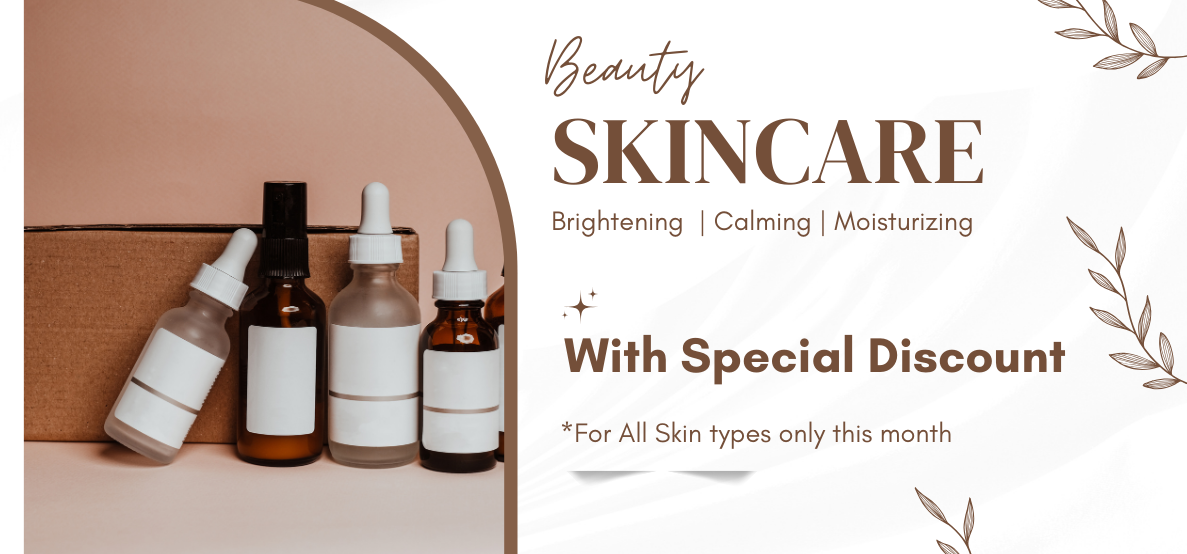 Beauty
SKINCARE
Brightening | Calming | Moisturizing
With Special Discount
*For All Skin types only this month